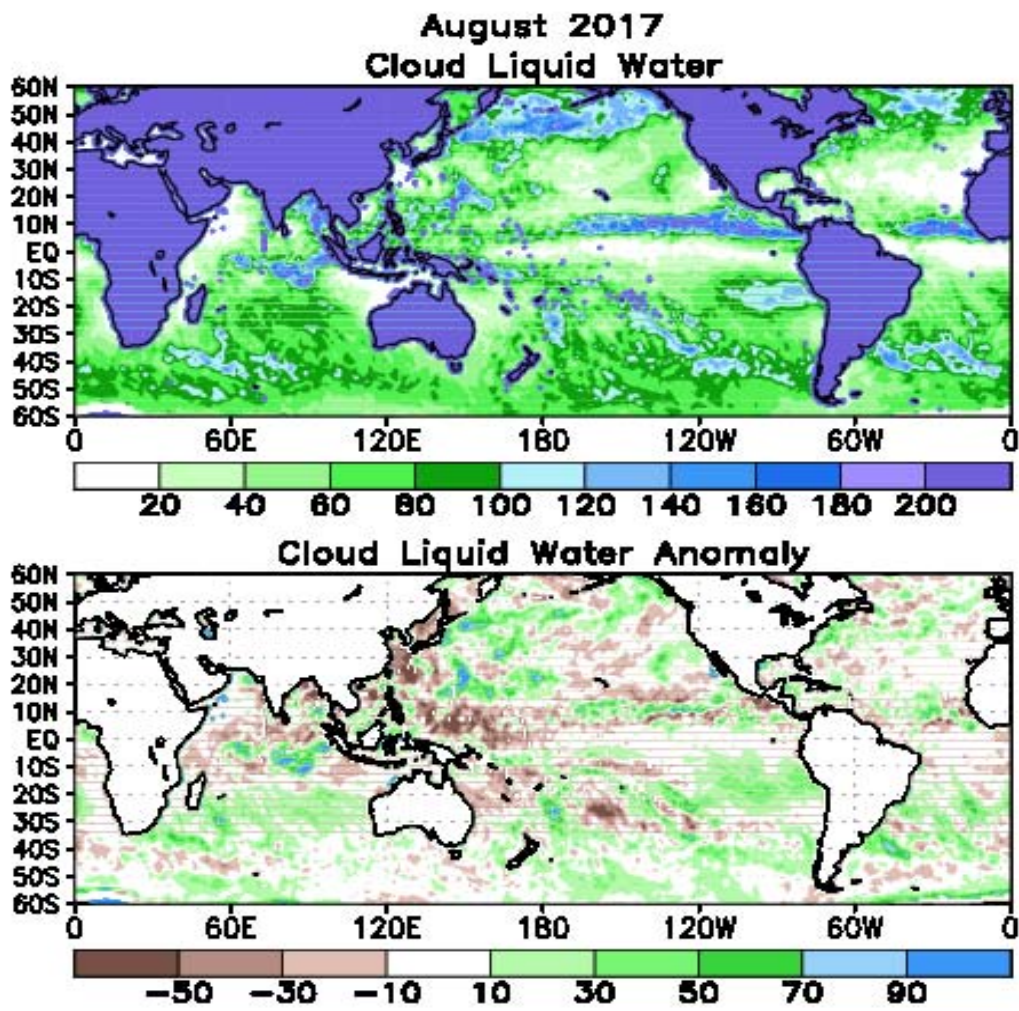 August 2017
Cloud Liquid Water
60N
50N
40N
30N
20N
10N
EQ
10S
20S
30S
40S
50S
60S
0 60E 120E 180 120W 60W 0
20 40 60 80 100 120 140 160 180 200
Cloud Liquid Water Anomaly
60N
50N
40N
30N
20N
10N
EQ
10S
20S
30S
40S
50S
60S
0 60E 120E 180 120W 60W 0
-50 -30 -10 10 30 50 70 90